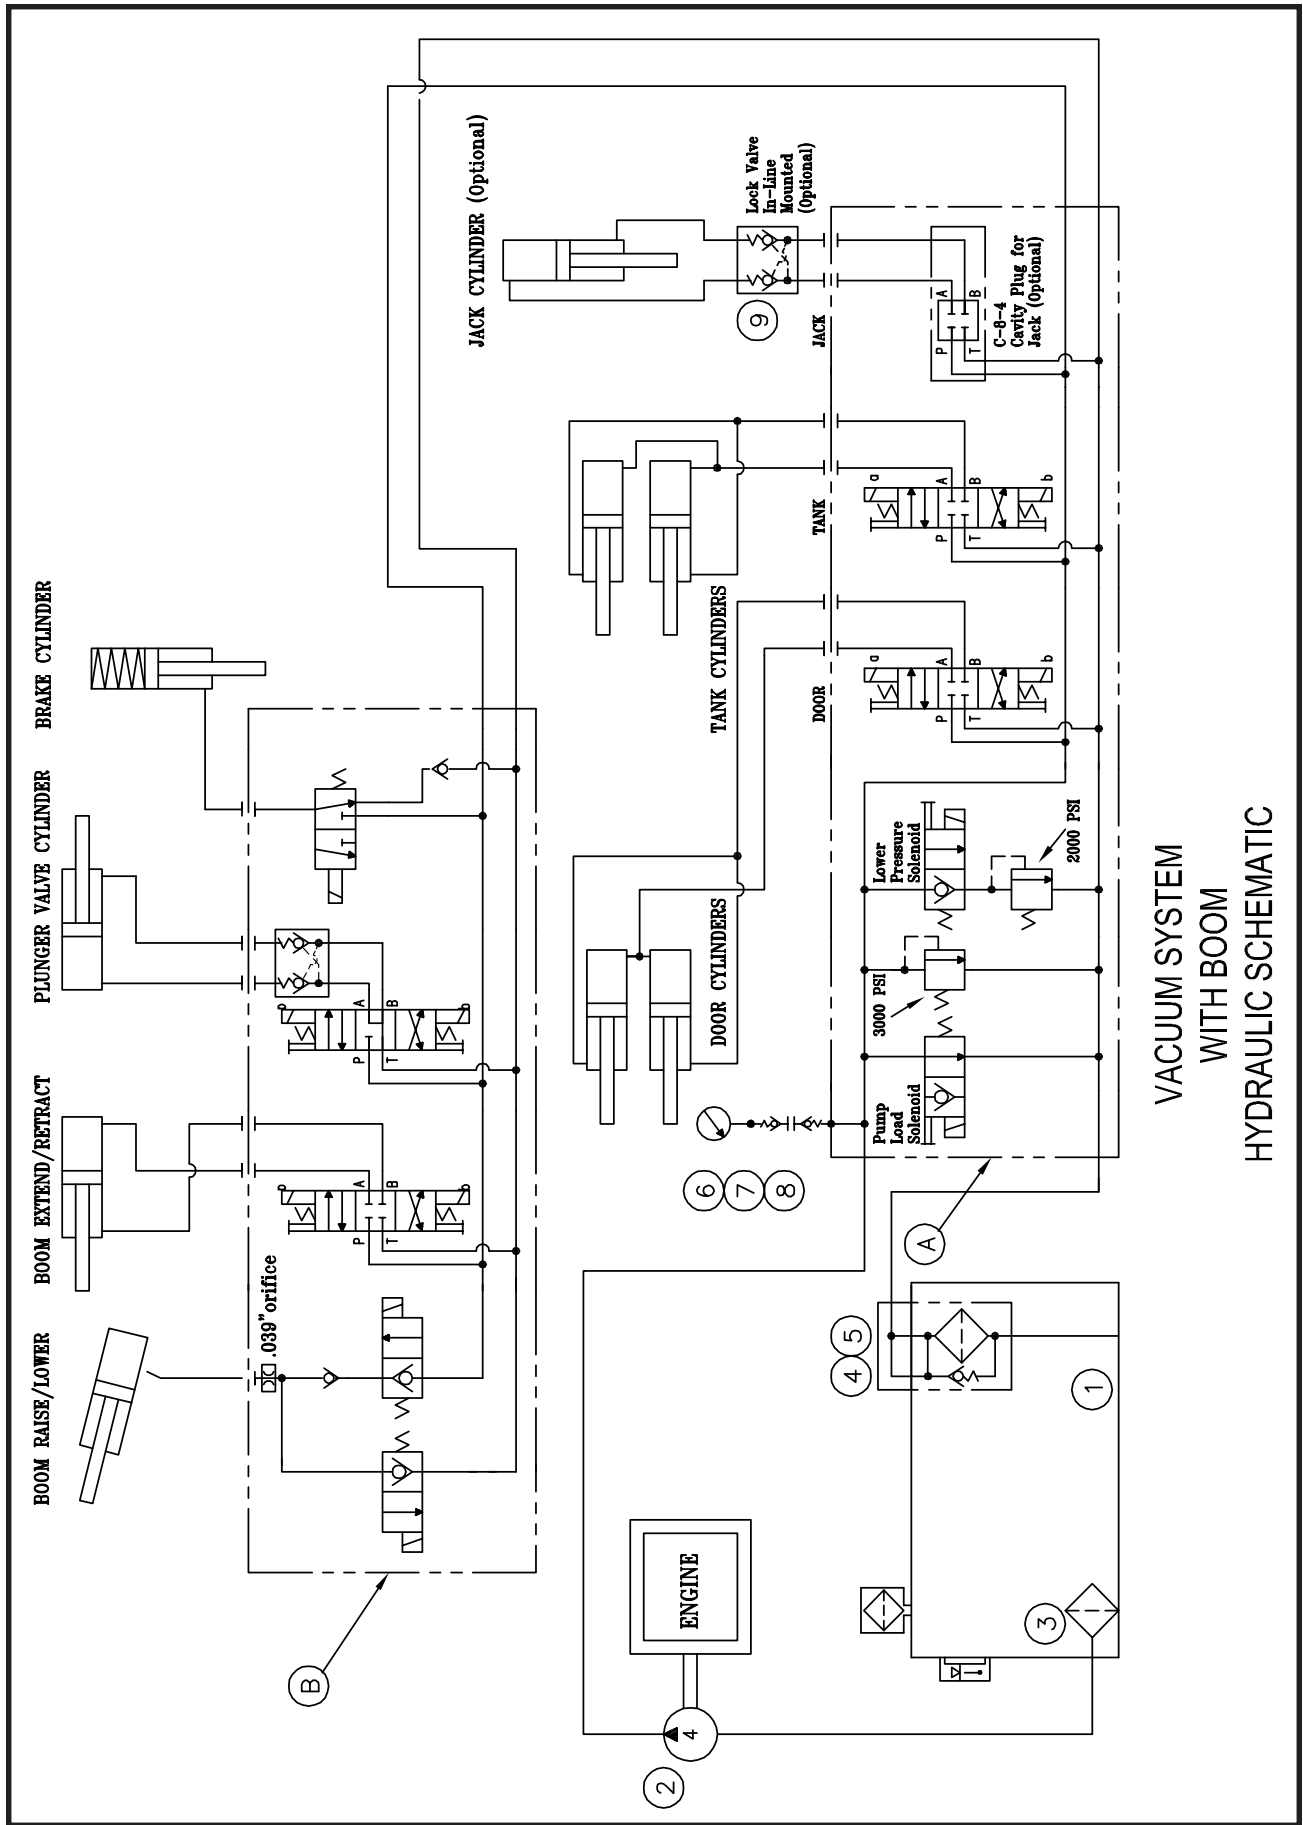 BOOM RAISE/LOWER
BOOM EXTEND/RETRACT
PLUNGER VALVE CYLINDER
BRAKE CYLINDER
.039"orifice
P
T
A
B
P
T
A
B
B
JACK CYLINDER (Optional)
Lock Valve
In-Line
Mounted
(Optional)
9
DOOR CYLINDERS
TANK CYLINDERS
6
7
8
DOOR
TANK
JACK
Pump
Load
Solenoid
3000 PSI
Lower
Pressure
Solenoid
2000 PSI
a
P
T
A
B
b
a
P
T
A
B
b
P
T
A
B
C-8-4
Cavity Plug for
Jack (Optional)
A
ENGINE
4
2
3
4
5
1
VACUUM SYSTEM
WITH BOOM
HYDRAULIC SCHEMATIC